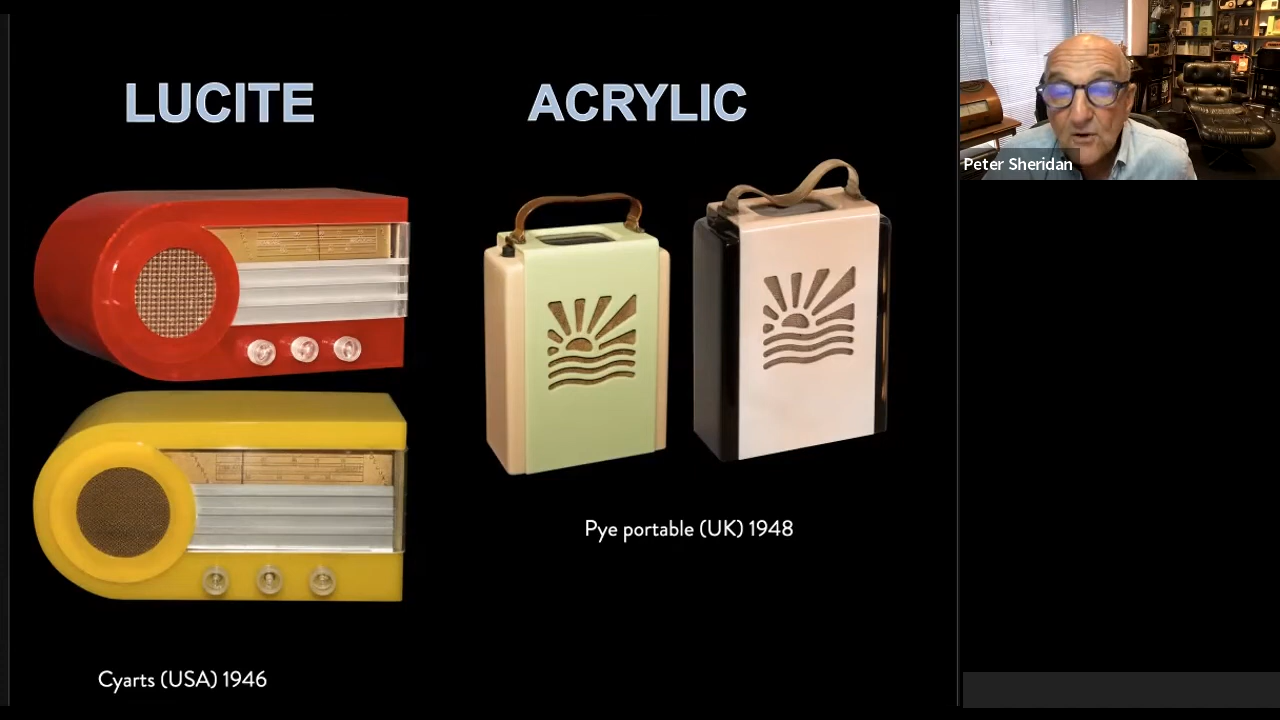 LUCITE
ACRYLIC
Peter Sheridan
Pye portable (UK) 1948
Cyarts (USA) 1946